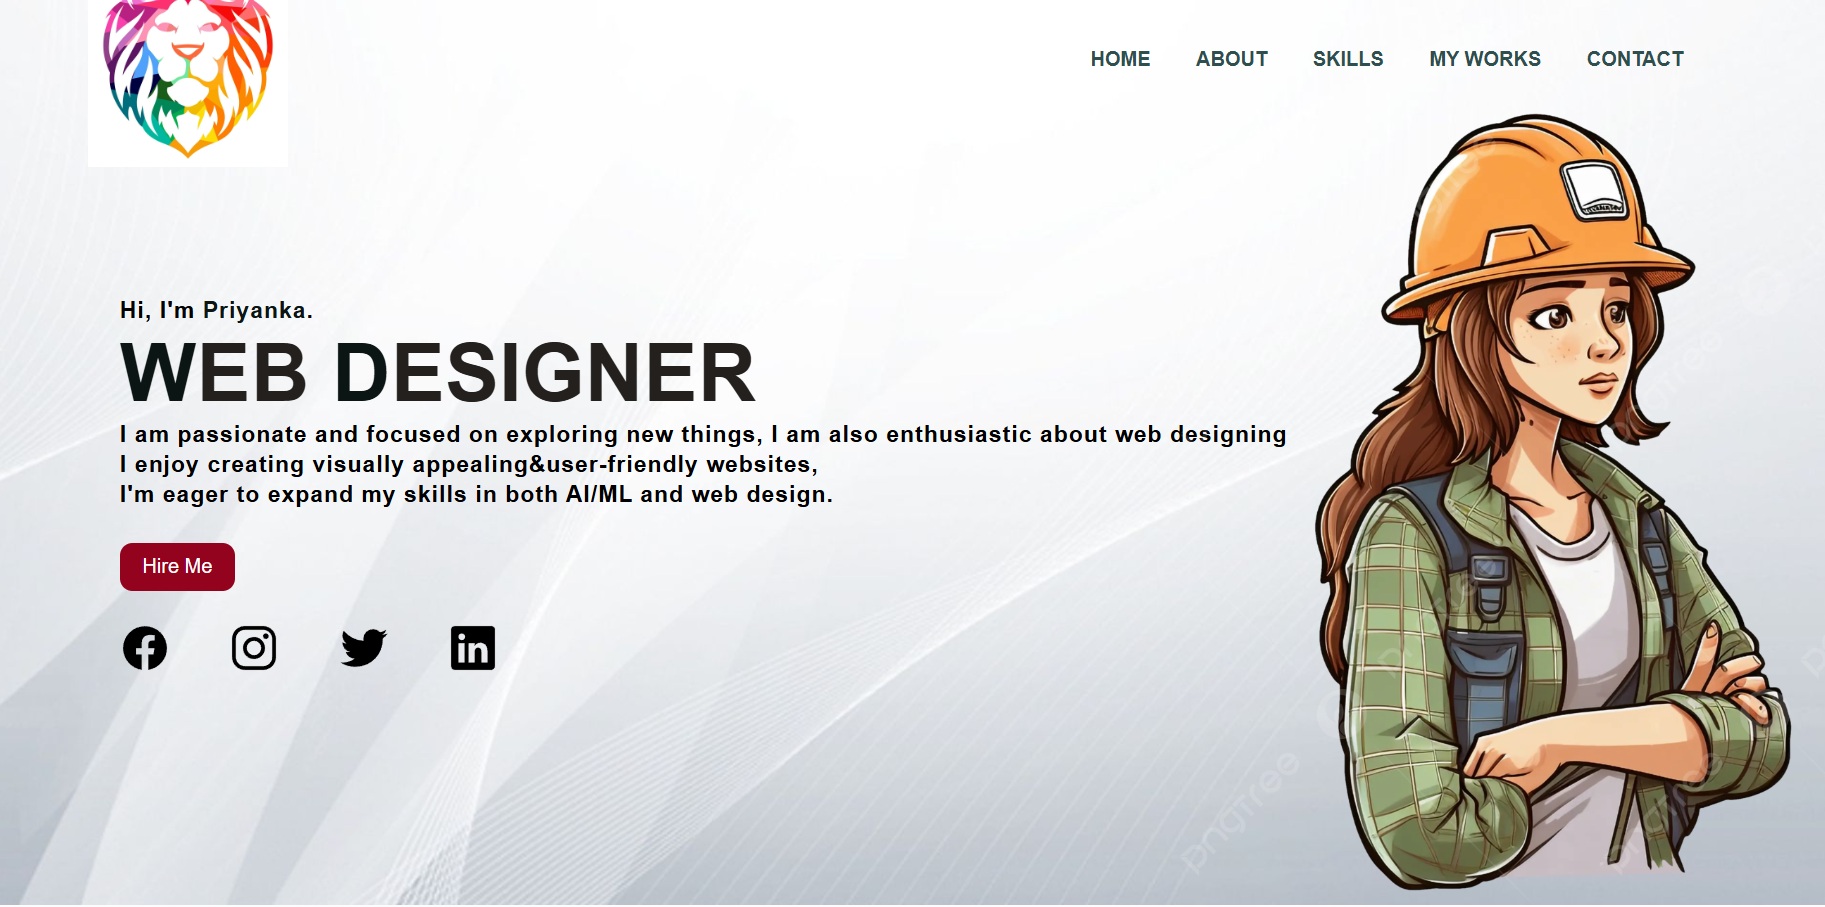 HOME ABOUT SKILLS MY WORKS CONTACT
Hi, I'm Priyanka.
WEB DESIGNER
I am passionate and focused on exploring new things, I am also enthusiastic about web designing
I enjoy creating visually appealing&user-friendly websites,
I'm eager to expand my skills in both AI/ML and web design.
Hire Me
in
pngtree
pngtree